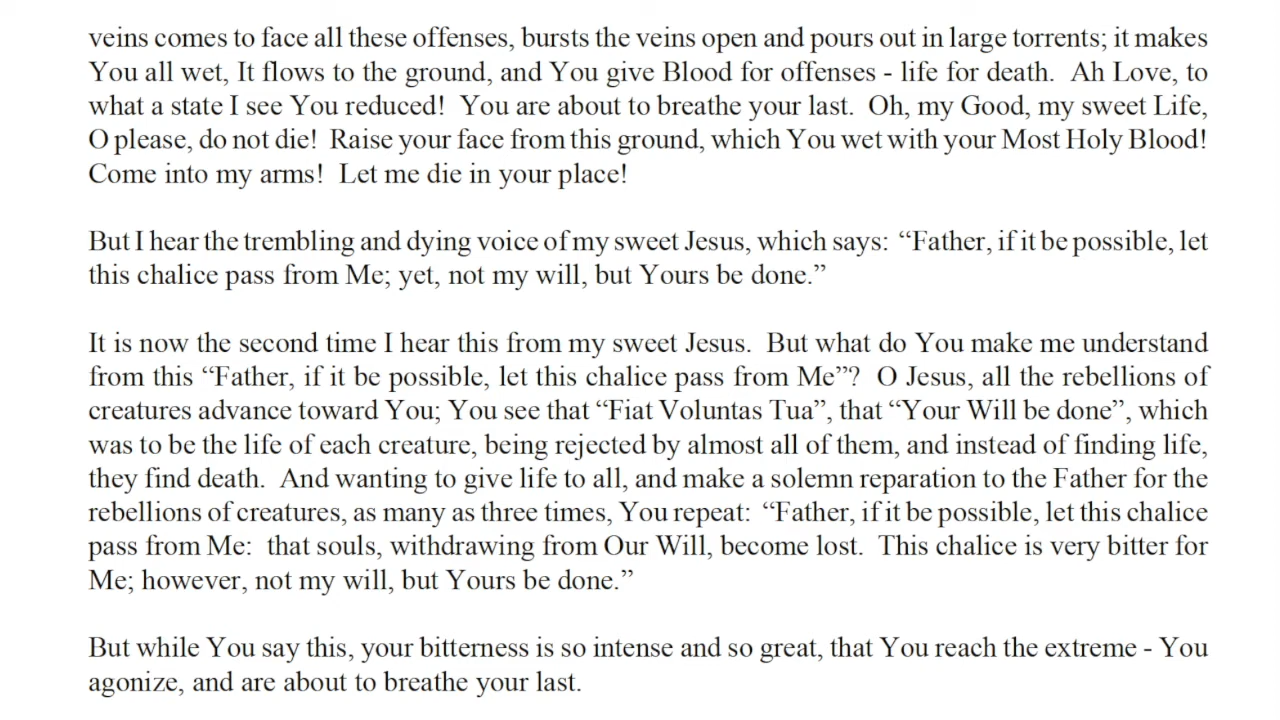 veins comes to face all these offenses, bursts the veins open and pours out in large torrents; it makes
You all wet, It flows to the ground, and You give Blood for offenses - life for death.  Ah Love, to
what a state I see You reduced!  You are about to breathe your last.  Oh, my Good, my sweet Life,
O please, do not die!  Raise your face from this ground, which You wet with your Most Holy Blood!
Come into my arms!  Let me die in your place!
But I hear the trembling and dying voice of my sweet Jesus, which says:  “Father, if it be possible, let
this chalice pass from Me; yet, not my will, but Yours be done.”
It is now the second time I hear this from my sweet Jesus.  But what do You make me understand
from this “Father, if it be possible, let this chalice pass from Me”?  O Jesus, all the rebellions of
creatures advance toward You; You see that “Fiat Voluntas Tua”, that “Your Will be done”, which
was to be the life of each creature, being rejected by almost all of them, and instead of finding life,
they find death.  And wanting to give life to all, and make a solemn reparation to the Father for the
rebellions of creatures, as many as three times, You repeat:  “Father, if it be possible, let this chalice
pass from Me:  that souls, withdrawing from Our Will, become lost.  This chalice is very bitter for
Me; however, not my will, but Yours be done.”
But while You say this, your bitterness is so intense and so great, that You reach the extreme - You
agonize, and are about to breathe your last.